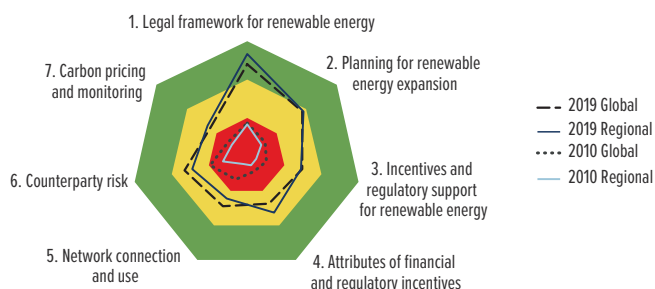 1. Legal framework for renewable energy
2. Planning for renewable
energy expansion
3. Incentives and
regulatory support
for renewable energy
4. Attributes of financial
and regulatory incentives
5. Network connection
and use
6. Counterparty risk
7. Carbon pricing
and monitoring
2019 Global
2019 Regional
2010 Global
2010 Regional